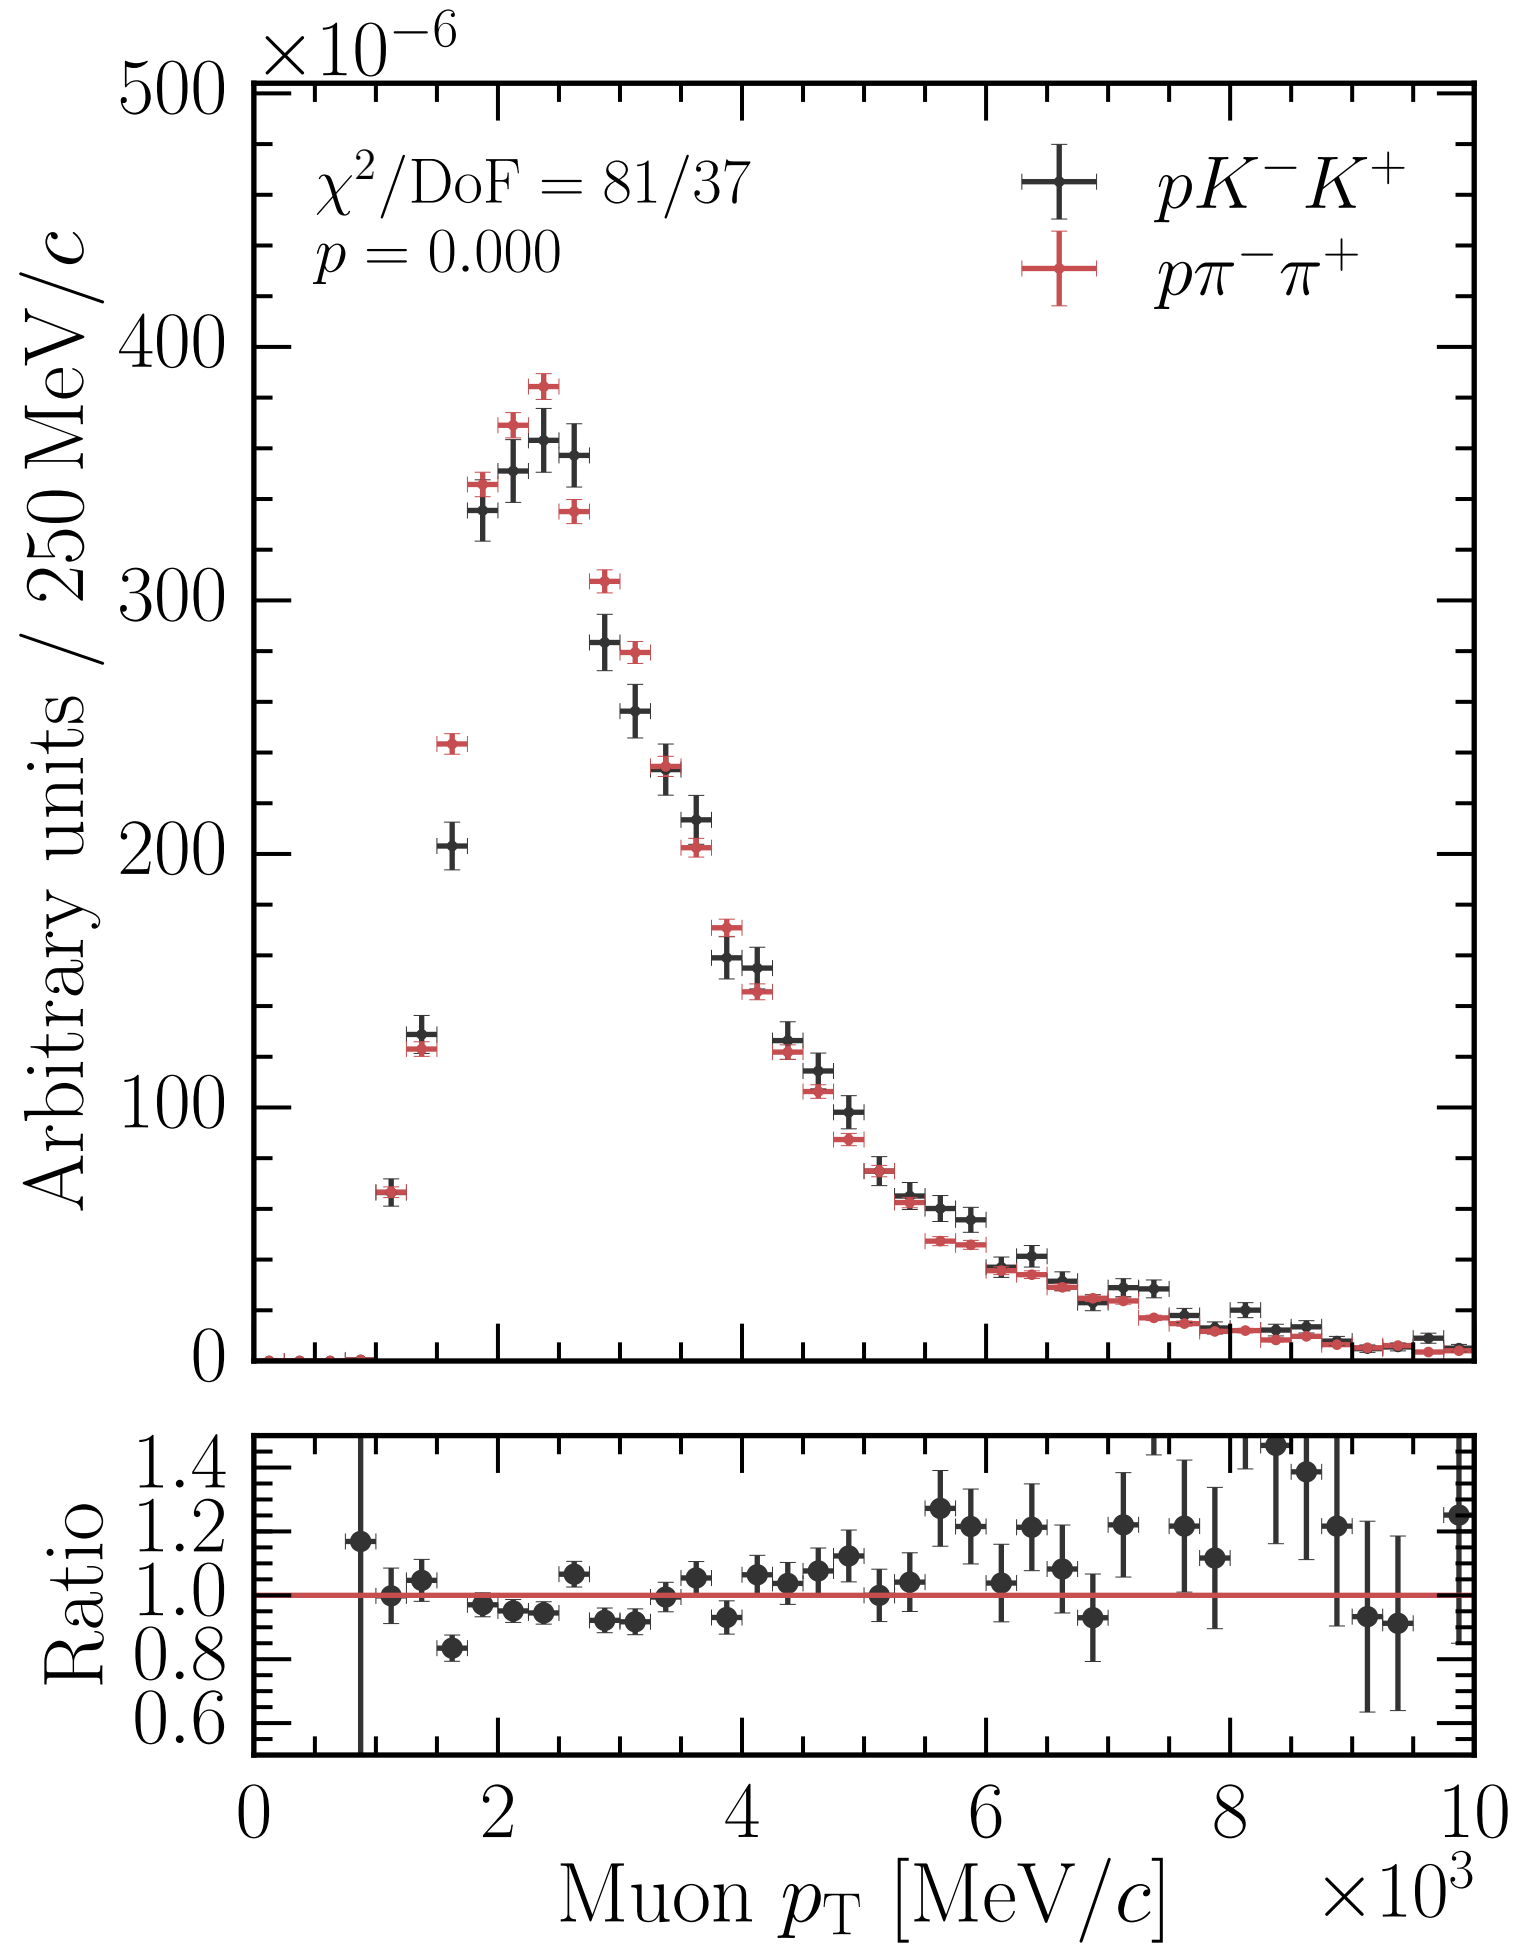 ×10⁻⁶
500
400
300
200
100
0
Arbitrary units / 250 MeV/c
χ²/DoF = 81/37
p = 0.000
pK⁻K⁺
pπ⁻π⁺
1.4
1.2
1.0
0.8
0.6
Ratio
0 2 4 6 8 10
Muon p_T [MeV/c] ×10³